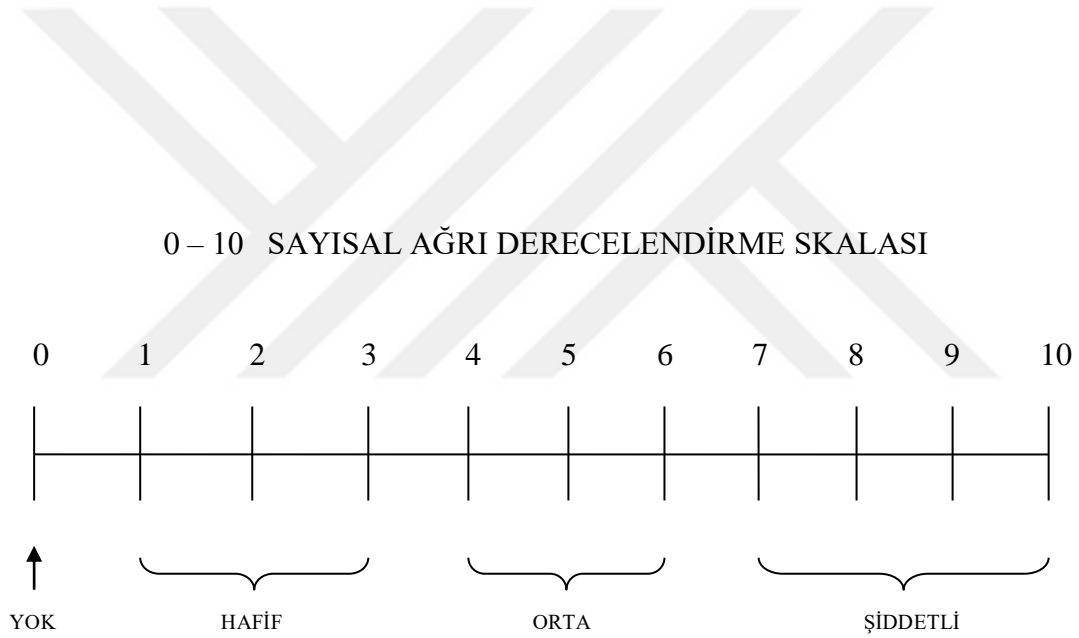 0 – 10 SAYISAL AĞRI DERECELENDİRME SKALASI
0 1 2 3 4 5 6 7 8 9 10
YOK HAFİF ORTA ŞİDDETLİ